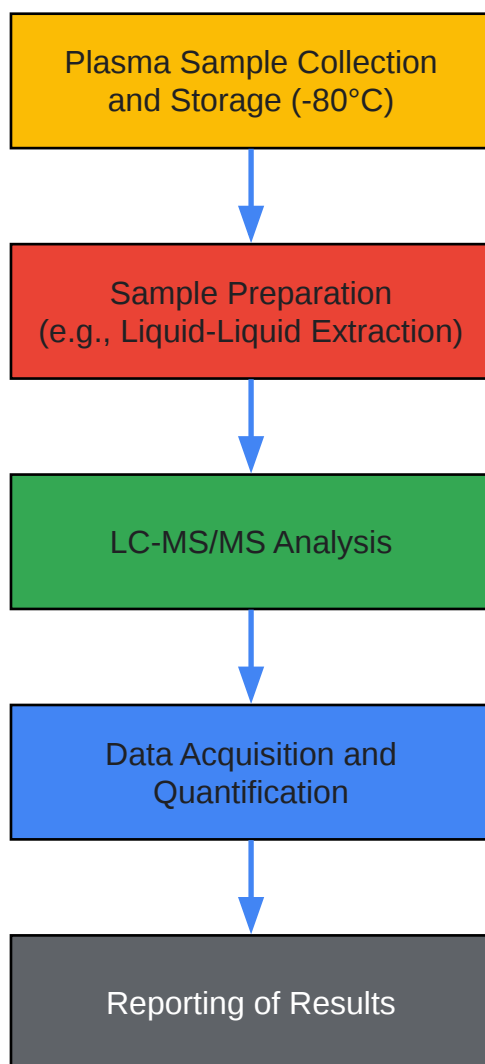 Plasma Sample Collection
and Storage (-80°C)
Sample Preparation
(e.g., Liquid-Liquid Extraction)
LC-MS/MS Analysis
Data Acquisition and
Quantification
Reporting of Results